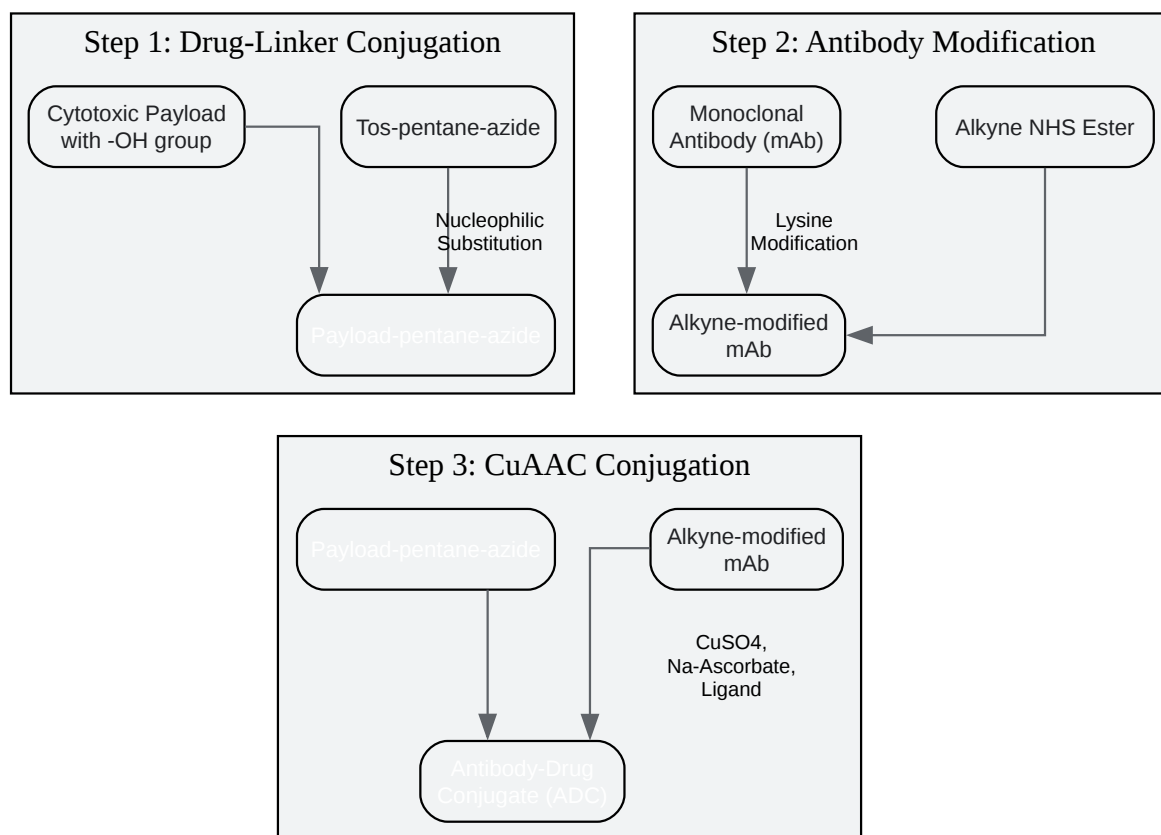 Step 1: Drug-Linker Conjugation
Cytotoxic Payload
with -OH group
Tos-pentane-azide
Nucleophilic
Substitution
Payload-pentane-azide
Step 2: Antibody Modification
Monoclonal
Antibody (mAb)
Alkyne NHS Ester
Lysine
Modification
Alkyne-modified
mAb
Step 3: CuAAC Conjugation
Payload-pentane-azide
Alkyne-modified
mAb
CuSO4,
Na-Ascorbate,
Ligand
Antibody-Drug
Conjugate (ADC)